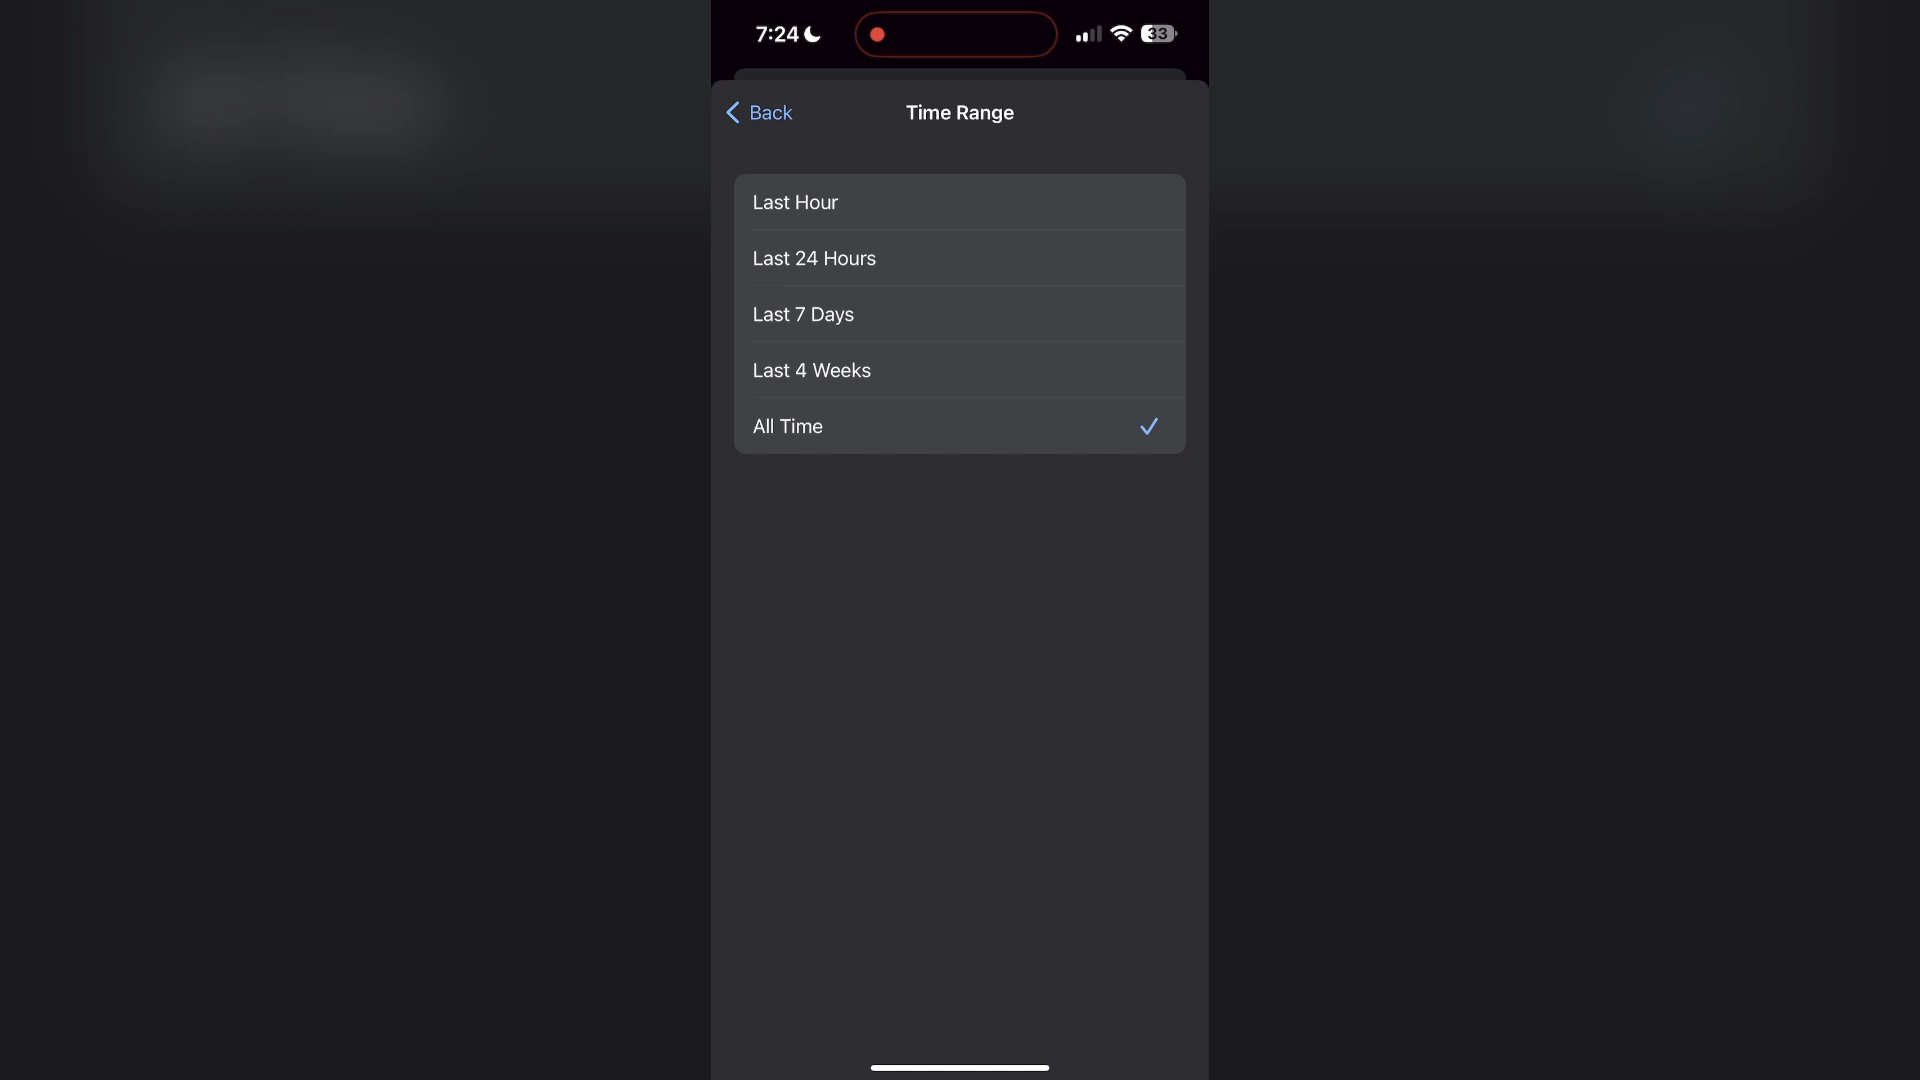 7:24
33
Back
Time Range
Last Hour
Last 24 Hours
Last 7 Days
Last 4 Weeks
All Time